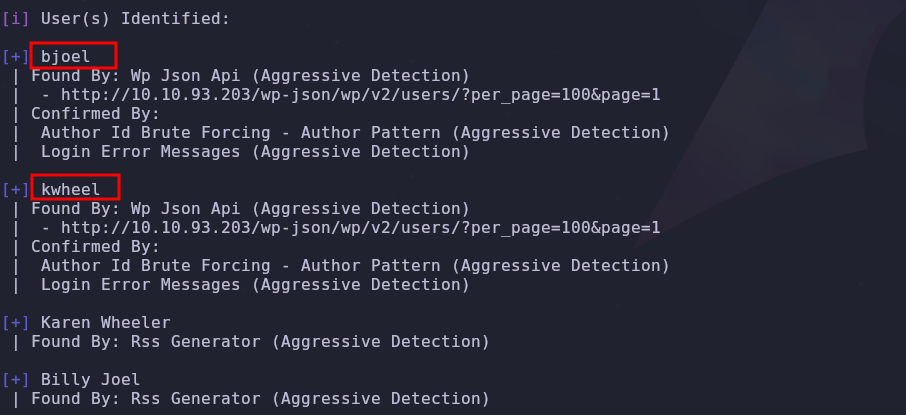 [i] User(s) Identified:
[+] bjoel
| Found By: Wp Json Api (Aggressive Detection)
|  - http://10.10.93.203/wp-json/wp/v2/users/?per_page=100&page=1
| Confirmed By:
|  Author Id Brute Forcing - Author Pattern (Aggressive Detection)
|  Login Error Messages (Aggressive Detection)
[+] kwheel
| Found By: Wp Json Api (Aggressive Detection)
|  - http://10.10.93.203/wp-json/wp/v2/users/?per_page=100&page=1
| Confirmed By:
|  Author Id Brute Forcing - Author Pattern (Aggressive Detection)
|  Login Error Messages (Aggressive Detection)
[+] Karen Wheeler
| Found By: Rss Generator (Aggressive Detection)
[+] Billy Joel
| Found By: Rss Generator (Aggressive Detection)